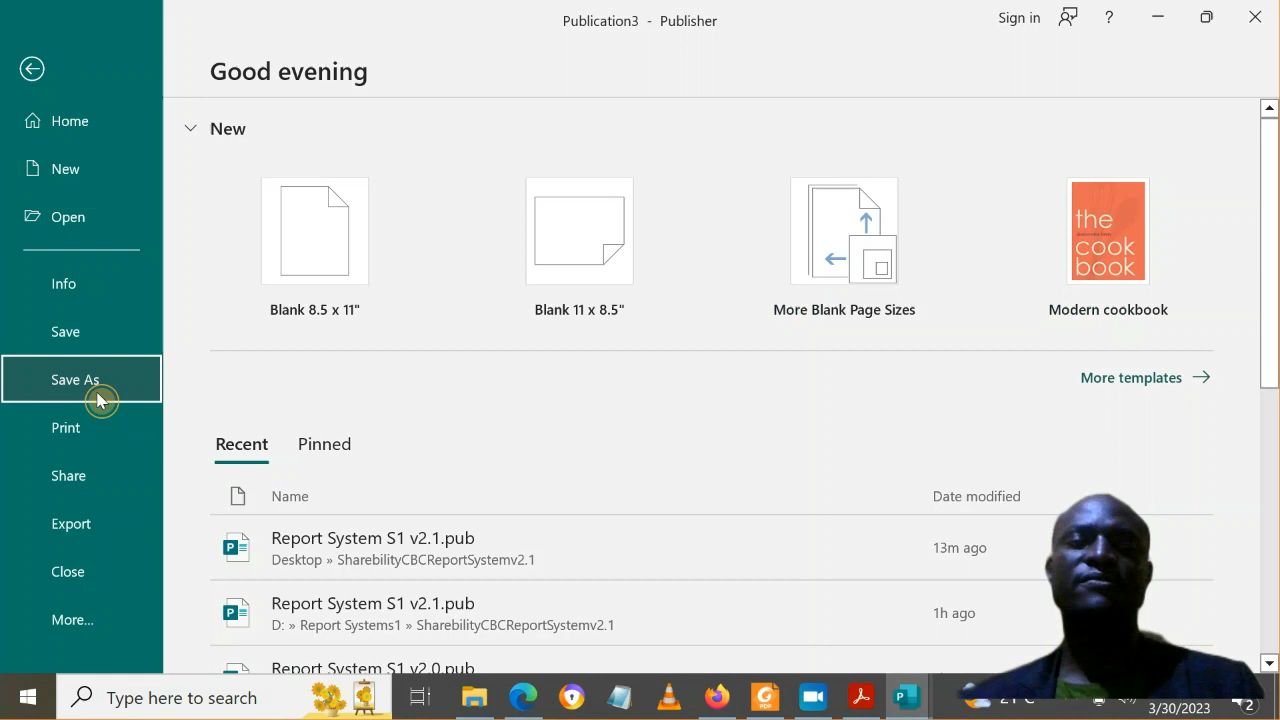 Publication3 - Publisher
Sign in
?
Good evening
Home
New
New
Open
the
cook
book
Blank 8.5 x 11"
Blank 11 x 8.5"
More Blank Page Sizes
Modern cookbook
Info
Save
Save As
Print
Share
Export
Close
More...
More templates
Recent
Pinned
Name
Date modified
Report System S1 v2.1.pub
Desktop » SharebilityCBCReportSystemv2.1
13m ago
Report System S1 v2.1.pub
D: » Report Systems1 » SharebilityCBCReportSystemv2.1
1h ago
Report System S1 v2.0.pub
Type here to search
PDF
21°C
3/30/2023
2